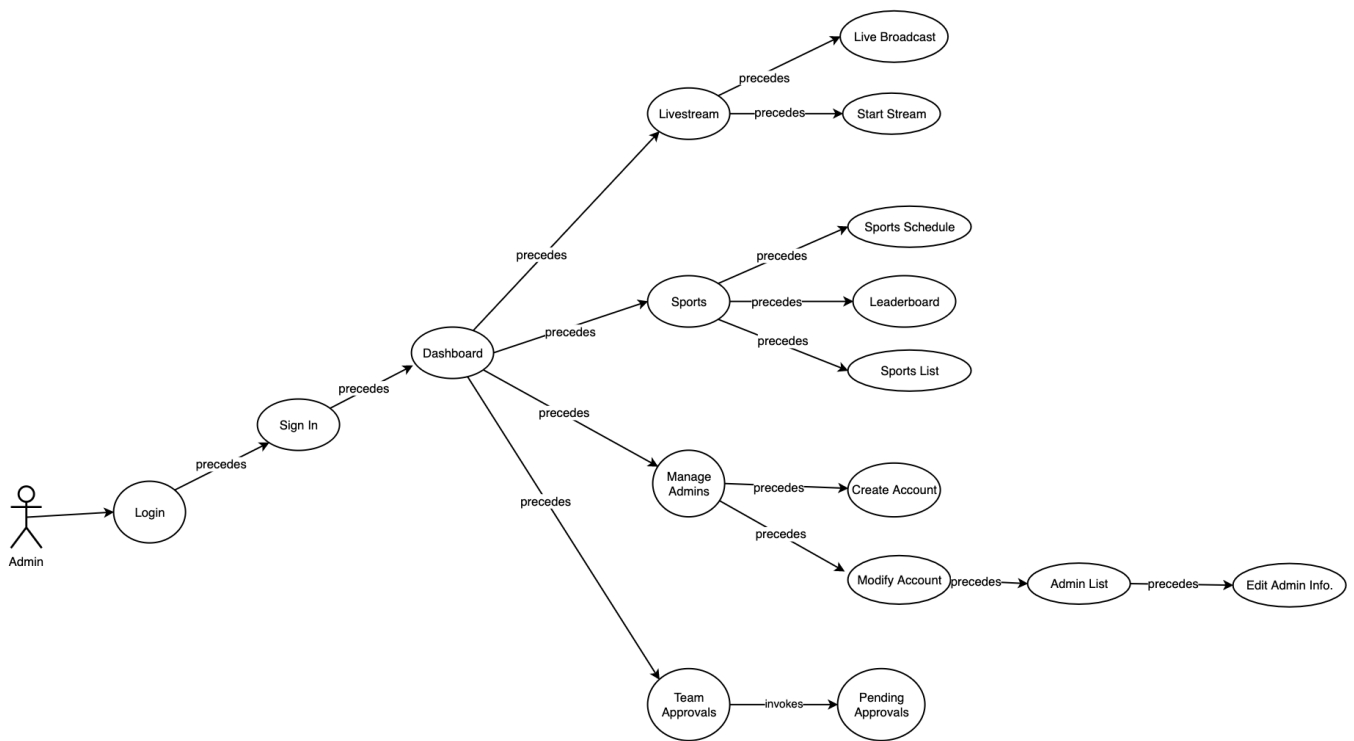 Live Broadcast
precedes
Livestream
precedes
Start Stream
Sports Schedule
precedes
precedes
Sports
precedes
Leaderboard
precedes
precedes
Dashboard
Sports List
precedes
precedes
precedes
Sign In
Manage
Admins
precedes
Create Account
precedes
precedes
Login
precedes
Admin
Modify Account
precedes
Admin List
precedes
Edit Admin Info.
Team
Approvals
invokes
Pending
Approvals